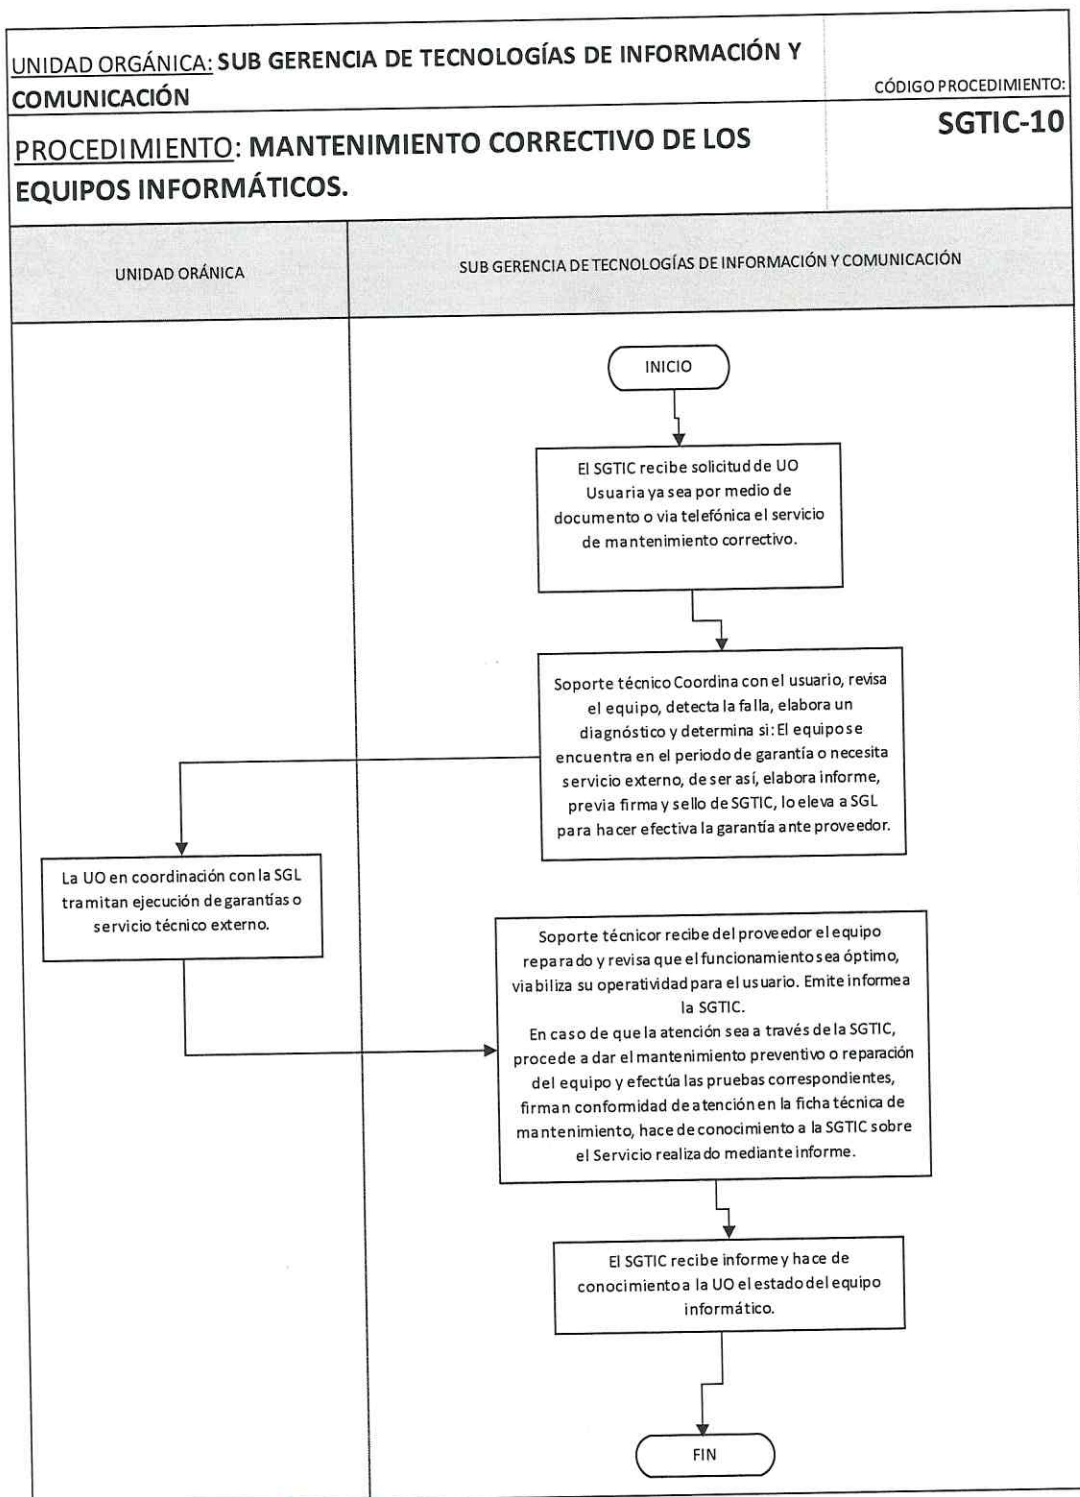 UNIDAD ORGÁNICA: SUB GERENCIA DE TECNOLOGÍAS DE INFORMACIÓN Y
COMUNICACIÓN
CÓDIGO PROCEDIMIENTO:
SGTIC-10
PROCEDIMIENTO: MANTENIMIENTO CORRECTIVO DE LOS
EQUIPOS INFORMÁTICOS.
UNIDAD ORÁNICA
SUB GERENCIA DE TECNOLOGÍAS DE INFORMACIÓN Y COMUNICACIÓN
INICIO
El SGTIC recibe solicitud de UO
Usuaria ya sea por medio de
documento o via telefónica el servicio
de mantenimiento correctivo.
Soporte técnico Coordina con el usuario, revisa
el equipo, detecta la falla, elabora un
diagnóstico y determina si: El equipo se
encuentra en el periodo de garantía o necesita
servicio externo, de ser así, elabora informe,
previa firma y sello de SGTIC, lo eleva a SGL
para hacer efectiva la garantía ante proveedor.
La UO en coordinación con la SGL
tramitan ejecución de garantías o
servicio técnico externo.
Soporte técnicor recibe del proveedor el equipo
reparado y revisa que el funcionamiento sea óptimo,
viabiliza su operatividad para el usuario. Emite informe a
la SGTIC.
En caso de que la atención sea a través de la SGTIC,
procede a dar el mantenimiento preventivo o reparación
del equipo y efectúa las pruebas correspondientes,
firman conformidad de atención en la ficha técnica de
mantenimiento, hace de conocimiento a la SGTIC sobre
el Servicio realizado mediante informe.
El SGTIC recibe informe y hace de
conocimiento a la UO el estado del equipo
informático.
FIN